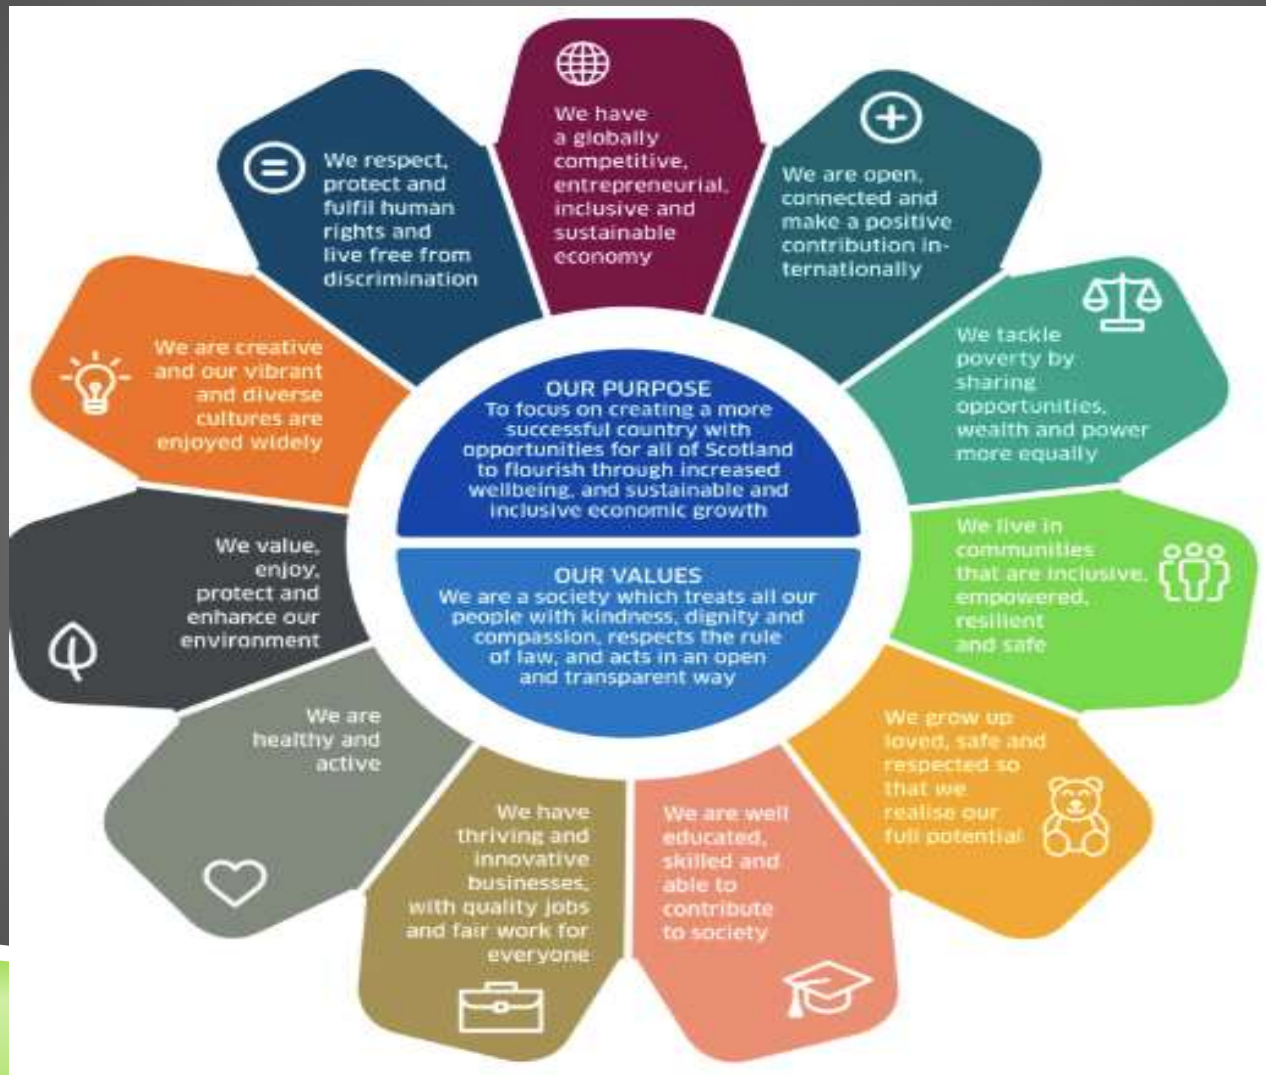 We have
a globally
competitive,
entrepreneurial,
inclusive and
sustainable
economy
We are open,
connected and
make a positive
contribution in-
ternationally
We tackle
poverty by
sharing
opportunities,
wealth and power
more equally
We live in
communities
that are inclusive,
empowered,
resilient
and safe
We grow up
loved, safe and
respected so
that we
realise our
full potential
We are well
educated,
skilled and
able to
contribute
to society
We have
thriving and
innovative
businesses,
with quality jobs
and fair work for
everyone
We are
healthy and
active
We value,
enjoy,
protect and
enhance our
environment
We are creative
and our vibrant
and diverse
cultures are
enjoyed widely
We respect,
protect and
fulfil human
rights and
live free from
discrimination
OUR PURPOSE
To focus on creating a more
successful country with
opportunities for all of Scotland
to flourish through increased
wellbeing, and sustainable and
inclusive economic growth
OUR VALUES
We are a society which treats all our
people with kindness, dignity and
compassion, respects the rule
of law, and acts in an open
and transparent way